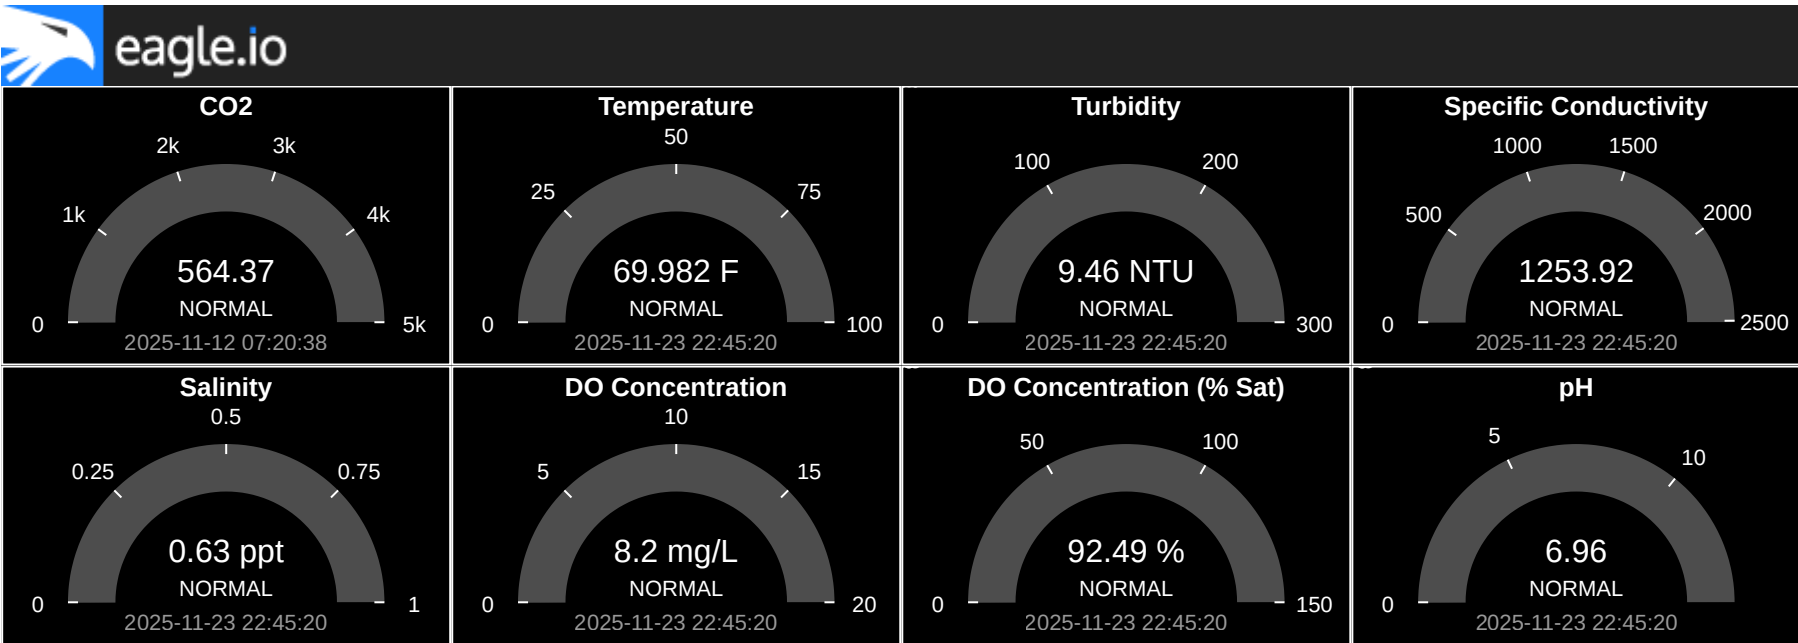 eagle.io
CO2
2k 3k
1k 4k
564.37
NORMAL
0 5k
2025-11-12 07:20:38
Temperature
50
25 75
69.982 F
NORMAL
0 100
2025-11-23 22:45:20
Turbidity
100 200
9.46 NTU
NORMAL
0 300
2025-11-23 22:45:20
Specific Conductivity
1000 1500
500 2000
1253.92
NORMAL
0 2500
2025-11-23 22:45:20
Salinity
0.5
0.25 0.75
0.63 ppt
NORMAL
0 1
2025-11-23 22:45:20
DO Concentration
10
5 15
8.2 mg/L
NORMAL
0 20
2025-11-23 22:45:20
DO Concentration (% Sat)
50 100
92.49 %
NORMAL
0 150
2025-11-23 22:45:20
pH
5 10
6.96
NORMAL
0
2025-11-23 22:45:20